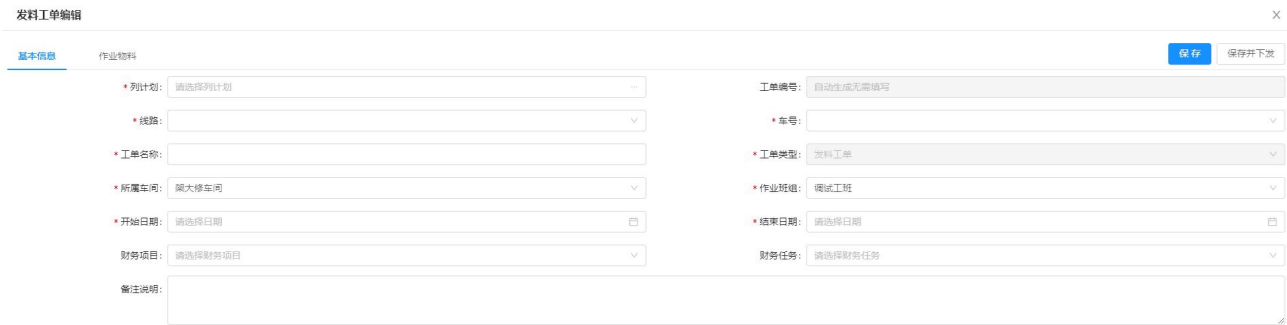 发料工单编辑
基本信息 作业物料 保存 保存并下发
* 列计划: 请选择列计划 工单编号: 自动生成无需填写
* 线路: * 车号:
* 工单名称: * 工单类型: 发料工单
* 所属车间: 架大修车间 * 作业班组: 调试工班
* 开始日期: 请选择日期 * 结束日期: 请选择日期
财务项目: 请选择财务项目 财务任务: 请选择财务任务
备注说明: